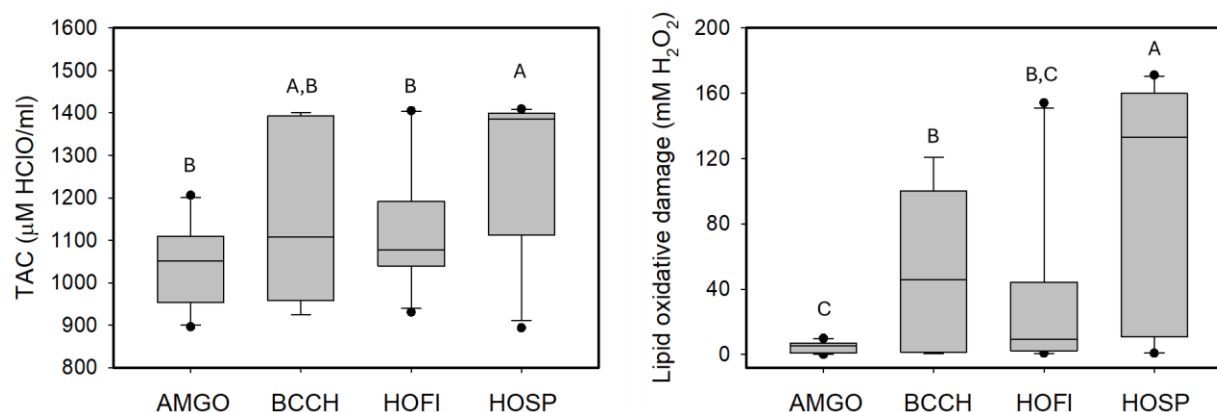 TAC (μM HClO/ml)
1600
1500
1400
1300
1200
1100
1000
900
800
B
A,B
B
A
AMGO BCCH HOFI HOSP
Lipid oxidative damage (mM H₂O₂)
200
160
120
80
40
0
C
B
B,C
A
AMGO BCCH HOFI HOSP